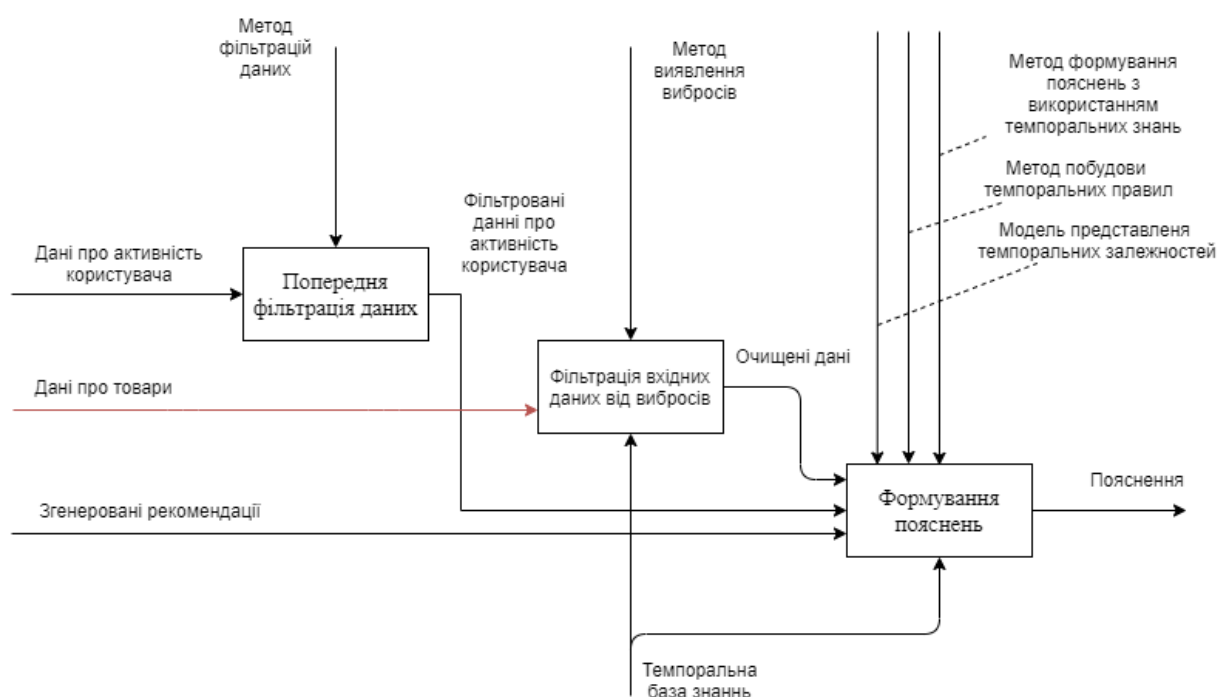 Метод
фільтрацій
даних
Метод
виявлення
вибросів
Метод формування
пояснень з
використанням
темпоральних знань
Метод побудови
темпоральних правил
Модель представленя
темпоральних залежностей
Фільтровані
данні про
активність
користувача
Дані про активність
користувача
Попередня
фільтрація даних
Очищені дані
Дані про товари
Фільтрація вхідних
даних від вибросів
Згенеровані рекомендації
Формування
пояснень
Пояснення
Темпоральна
база знаннь